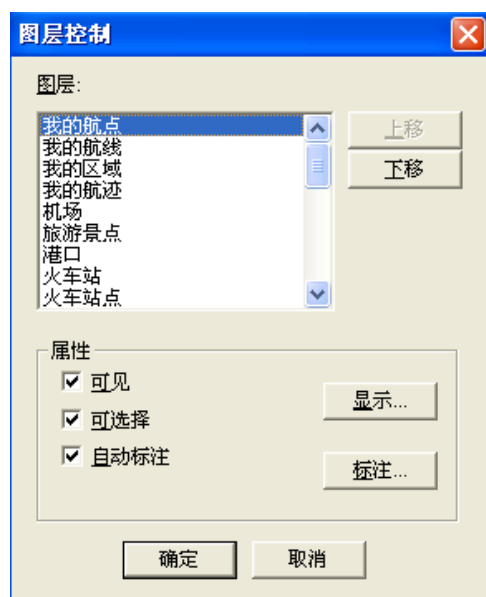 图层控制
图层:
我的航点
我的航线
我的区域
我的航迹
机场
旅游景点
港口
火车站
火车站点
上移
下移
属性
可见
可选择
自动标注
显示...
标注...
确定
取消